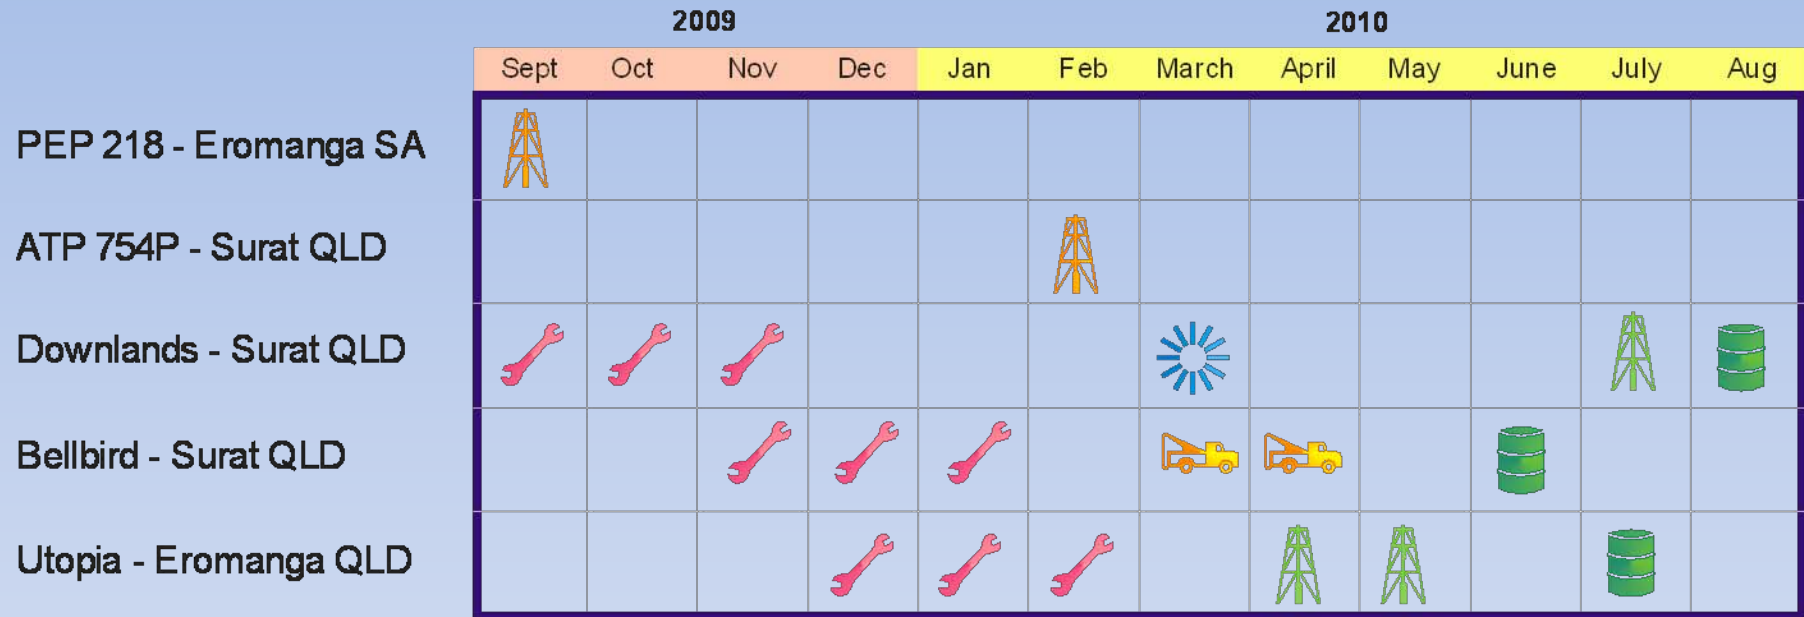 2009 2010
Sept Oct Nov Dec Jan Feb March April May June July Aug
PEP 218 - Eromanga SA
ATP 754P - Surat QLD
Downlands - Surat QLD
Bellbird - Surat QLD
Utopia - Eromanga QLD